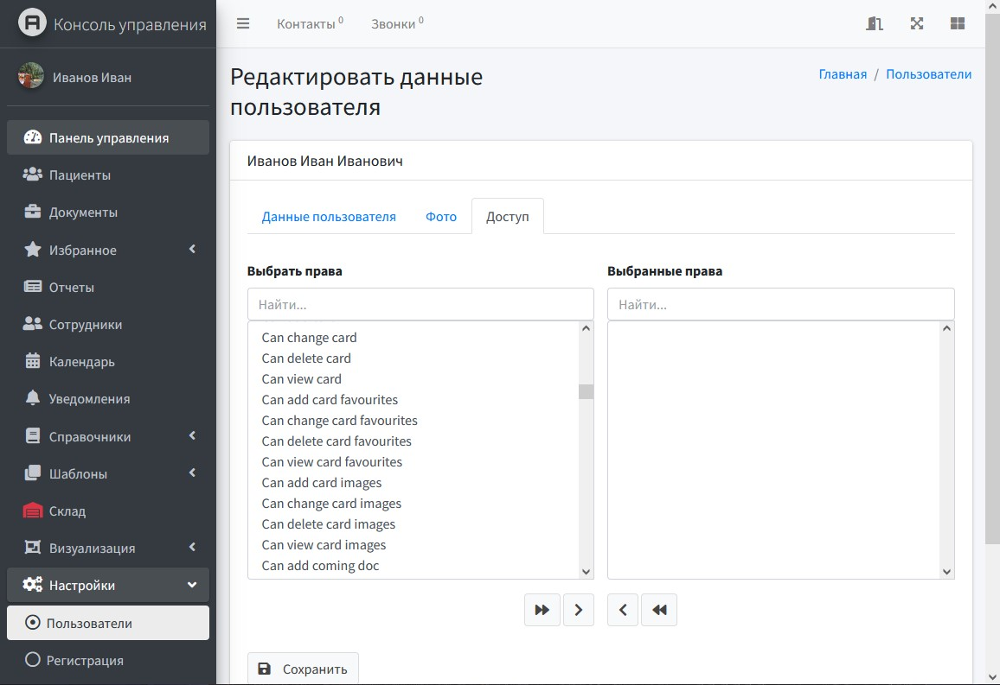 Консоль управления
Контакты 0
Звонки 0
Иванов Иван
Панель управления
Пациенты
Документы
Избранное
Отчеты
Сотрудники
Календарь
Уведомления
Справочники
Шаблоны
Склад
Визуализация
Настройки
Пользователи
Регистрация
Редактировать данные
пользователя
Главная / Пользователи
Иванов Иван Иванович
Данные пользователя
Фото
Доступ
Выбрать права
Найти...
Can change card
Can delete card
Can view card
Can add card favourites
Can change card favourites
Can delete card favourites
Can view card favourites
Can add card images
Can change card images
Can delete card images
Can view card images
Can add coming doc
Выбранные права
Найти...
Сохранить